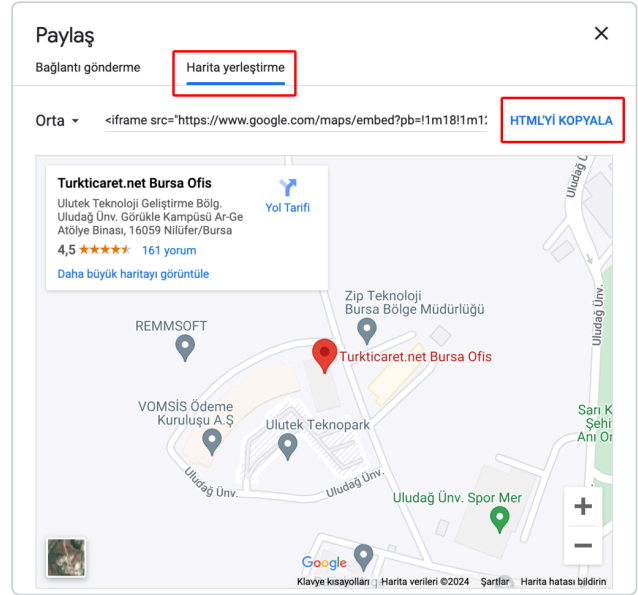 Paylaş
Bağlantı gönderme
Harita yerleştirme
Orta
<iframe src="https://www.google.com/maps/embed?pb=!1m18!1m1
HTML'Yİ KOPYALA
Turkticaret.net Bursa Ofis
Ulutek Teknoloji Geliştirme Bölg.
Uludağ Ünv. Görükle Kampüsü Ar-Ge
Atölye Binası, 16059 Nilüfer/Bursa
Yol Tarifi
4,5
161 yorum
Daha büyük haritayı görüntüle
Uludağ
Zip Teknoloji
Bursa Bölge Müdürlüğü
Uludağ Ünv.
REMMSOFT
Turkticaret.net Bursa Ofis
VOMSİS Ödeme
Kuruluşu A.Ş
Ulutek Teknopark
Sarı
Anı
Uludağ Ünv.
Uludağ Ünv.
Uludağ Ünv. Spor Mer
Google
Klavye kısayolları
Harita verileri ©2024
Şartlar
Harita hatası bildirin